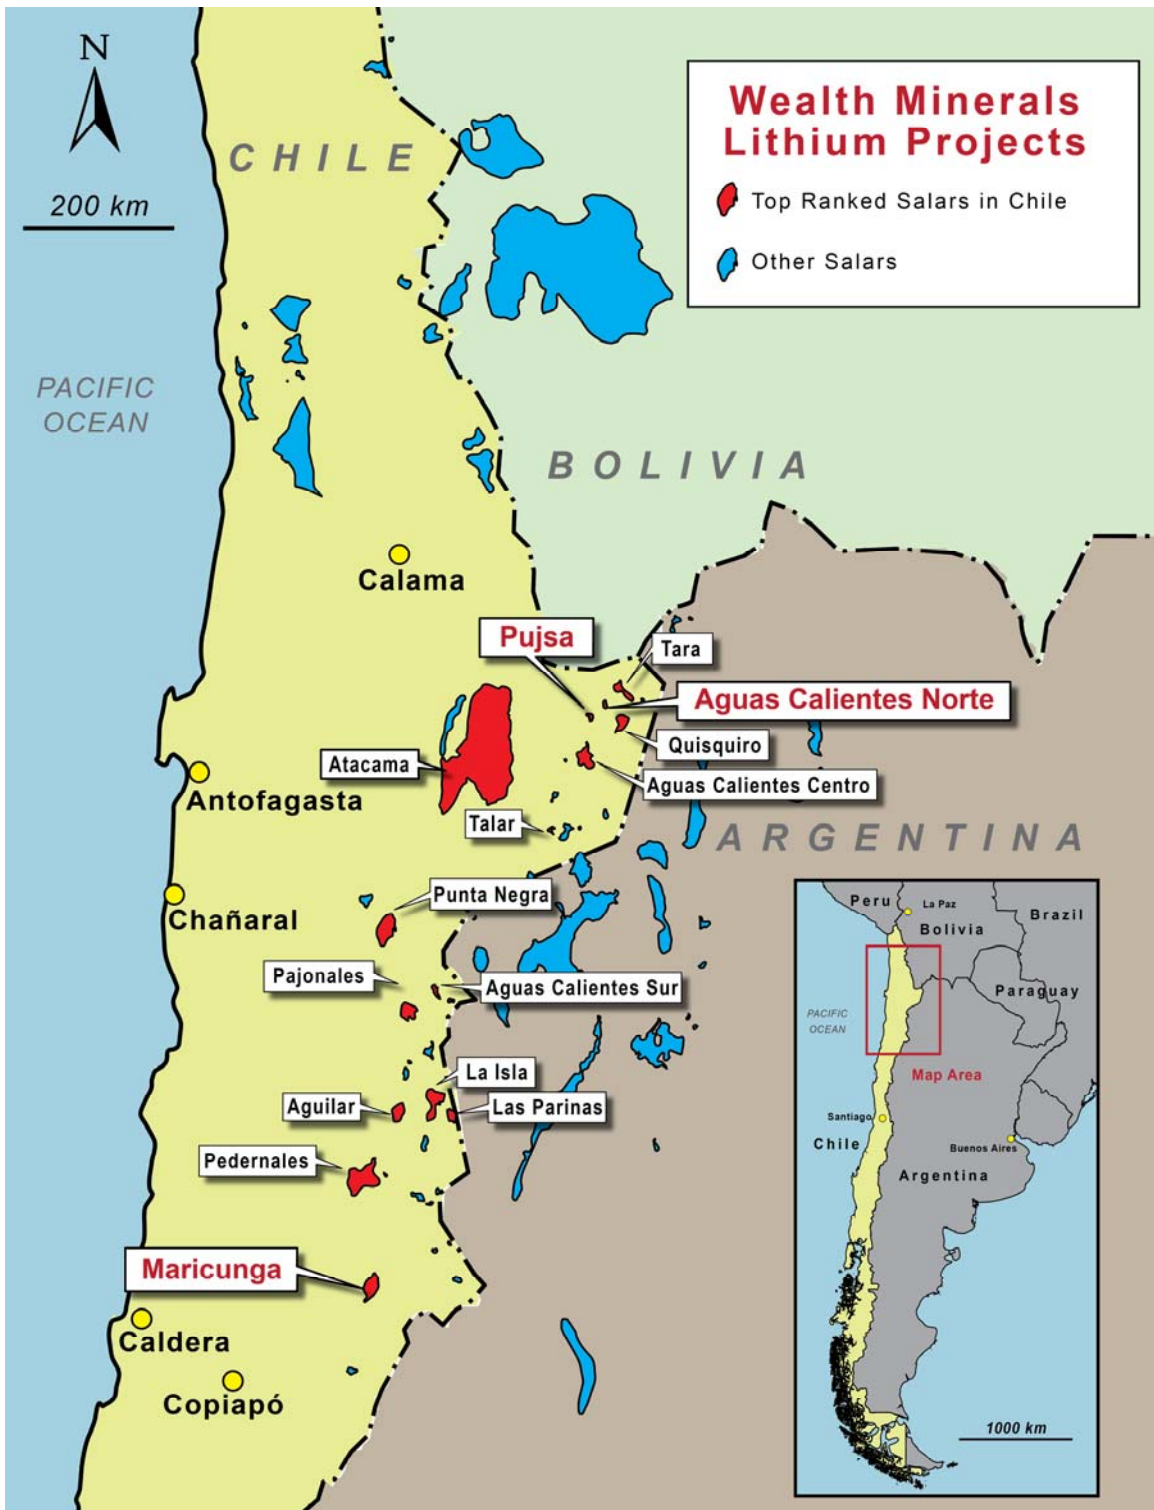 N
200 km
CHILE
Wealth Minerals
Lithium Projects
Top Ranked Salars in Chile
Other Salars
PACIFIC
OCEAN
BOLIVIA
Calama
Pujsa
Tara
Aguas Calientes Norte
Quisquiro
Atacama
Aguas Calientes Centro
Antofagasta
Talar
ARGENTINA
Punta Negra
Chañaral
Pajonales
Aguas Calientes Sur
La Isla
Aguilar
Las Parinas
Pedernales
Maricunga
Caldera
Copiapó
Peru
La Paz
Bolivia
Brazil
Paraguay
PACIFIC
OCEAN
Map Area
Santiago
Chile
Buenos Aires
Argentina
1000 km